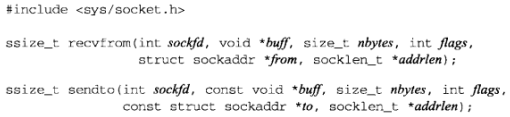 #include <sys/socket.h>
ssize_t recvfrom(int sockfd, void *buff, size_t nbytes, int flags,
struct sockaddr *from, socklen_t *addrlen);
ssize_t sendto(int sockfd, const void *buff, size_t nbytes, int flags,
const struct sockaddr *to, socklen_t *addrlen);